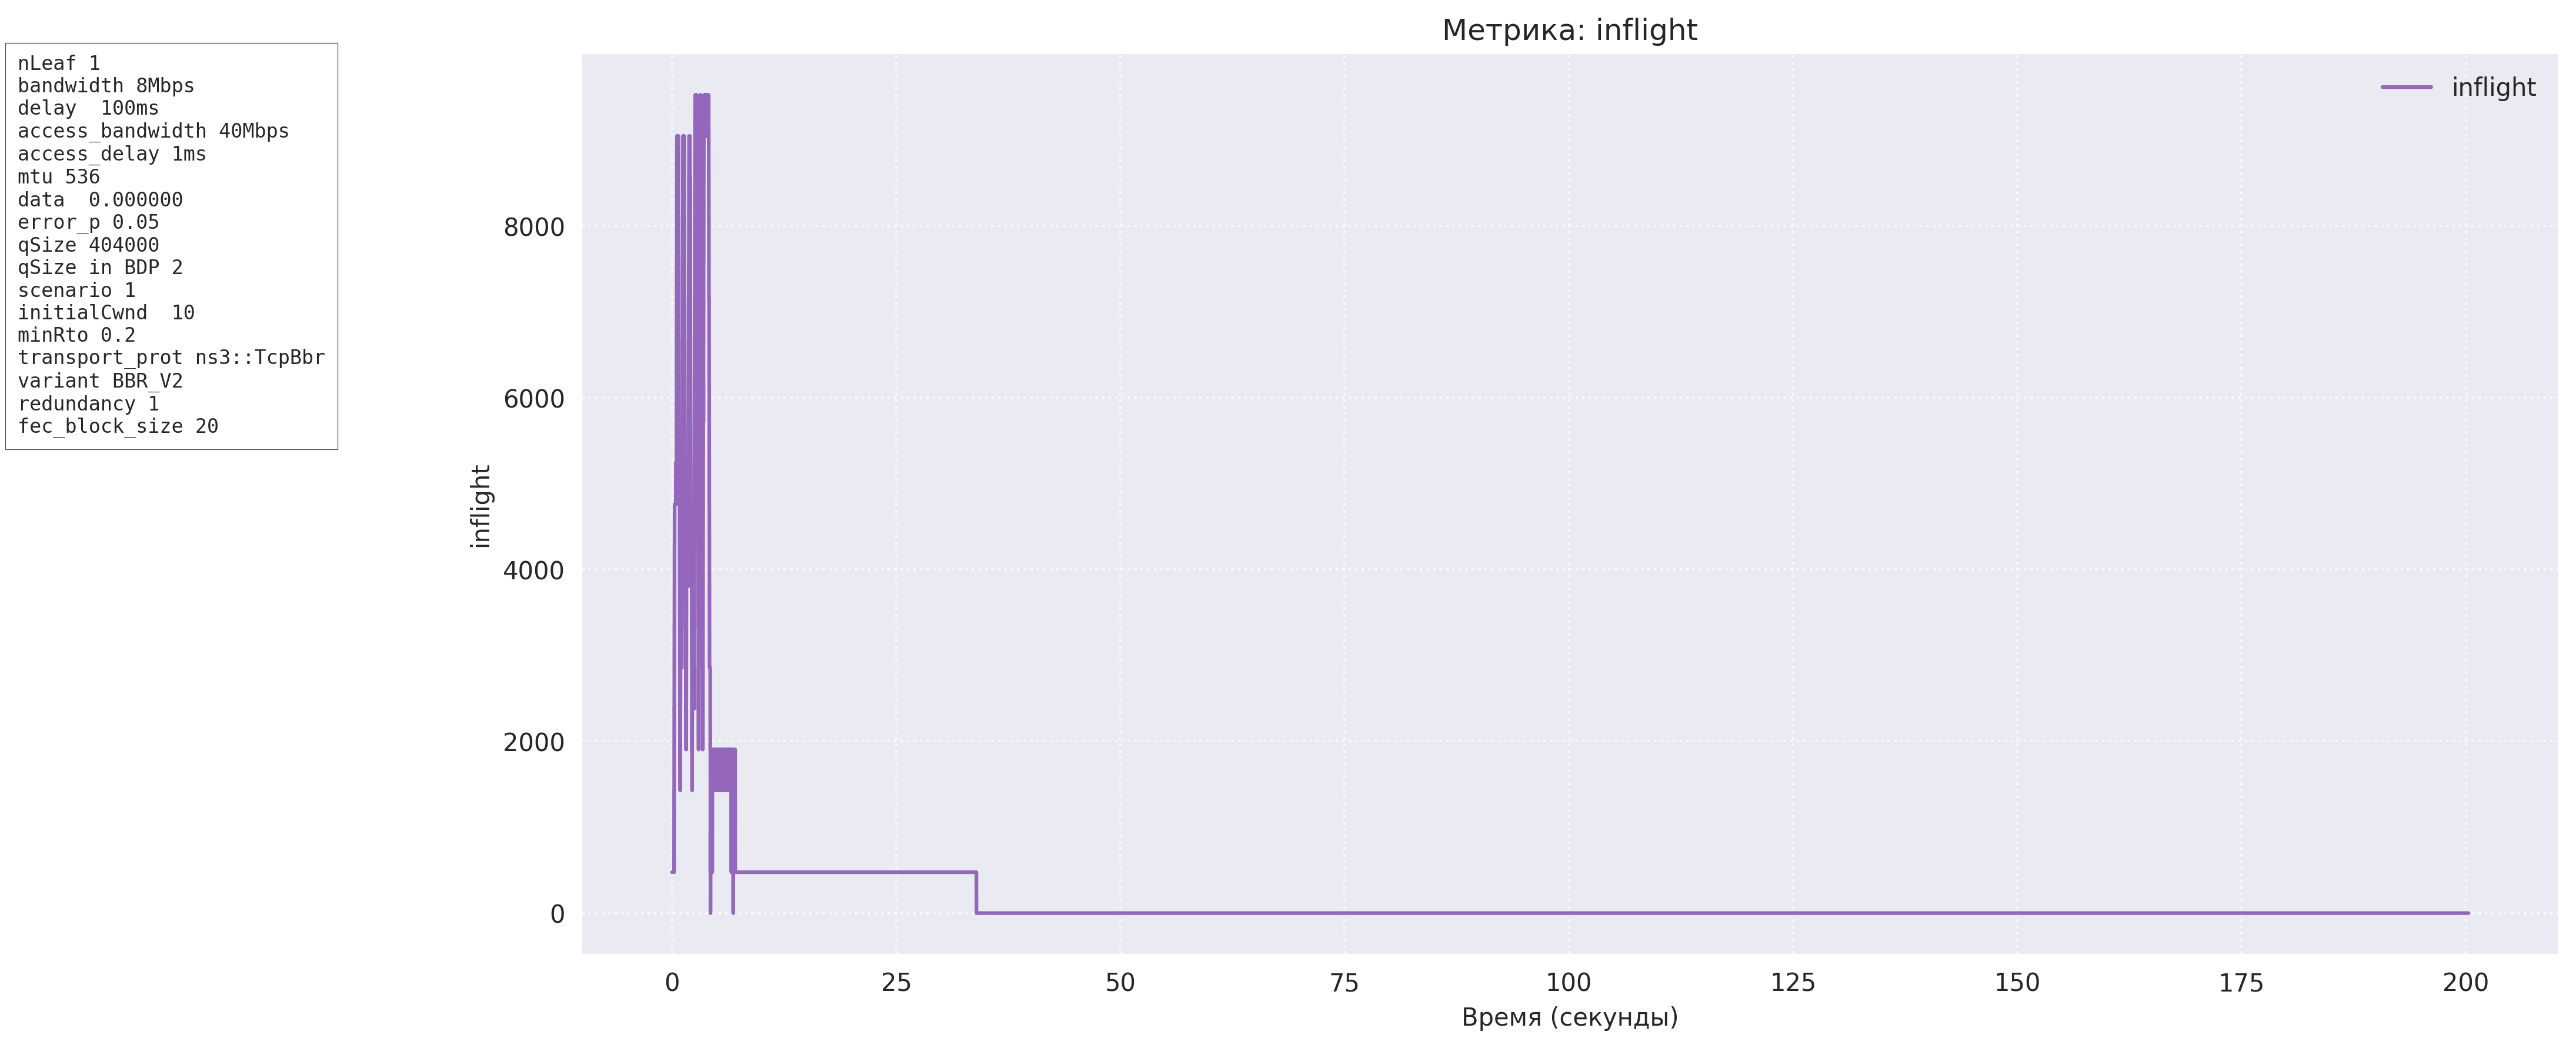 Метрика: inflight
nLeaf 1
bandwidth 8Mbps
delay  100ms
access_bandwidth 40Mbps
access_delay 1ms
mtu 536
data  0.000000
error_p 0.05
qSize 404000
qSize in BDP 2
scenario 1
initialCwnd  10
minRto 0.2
transport_prot ns3::TcpBbr
variant BBR_V2
redundancy 1
fec_block_size 20
inflight
inflight
8000
6000
4000
2000
0
0 25 50 75 100 125 150 175 200
Время (секунды)